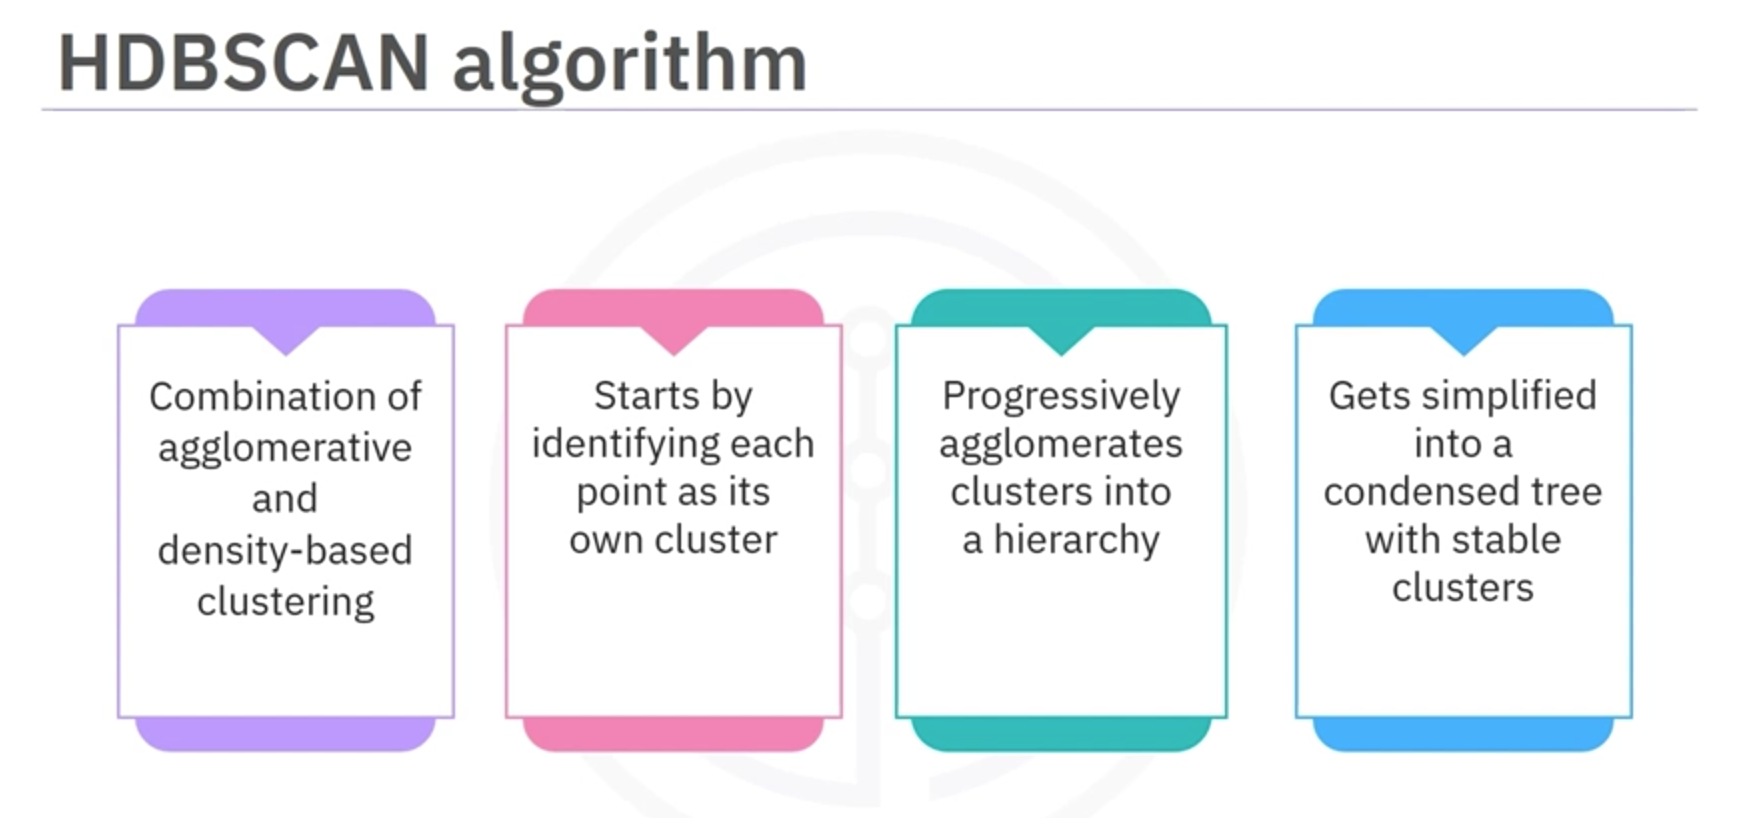 HDBSCAN algorithm
Combination of
agglomerative
and
density-based
clustering
Starts by
identifying each
point as its
own cluster
Progressively
agglomerates
clusters into
a hierarchy
Gets simplified
into a
condensed tree
with stable
clusters